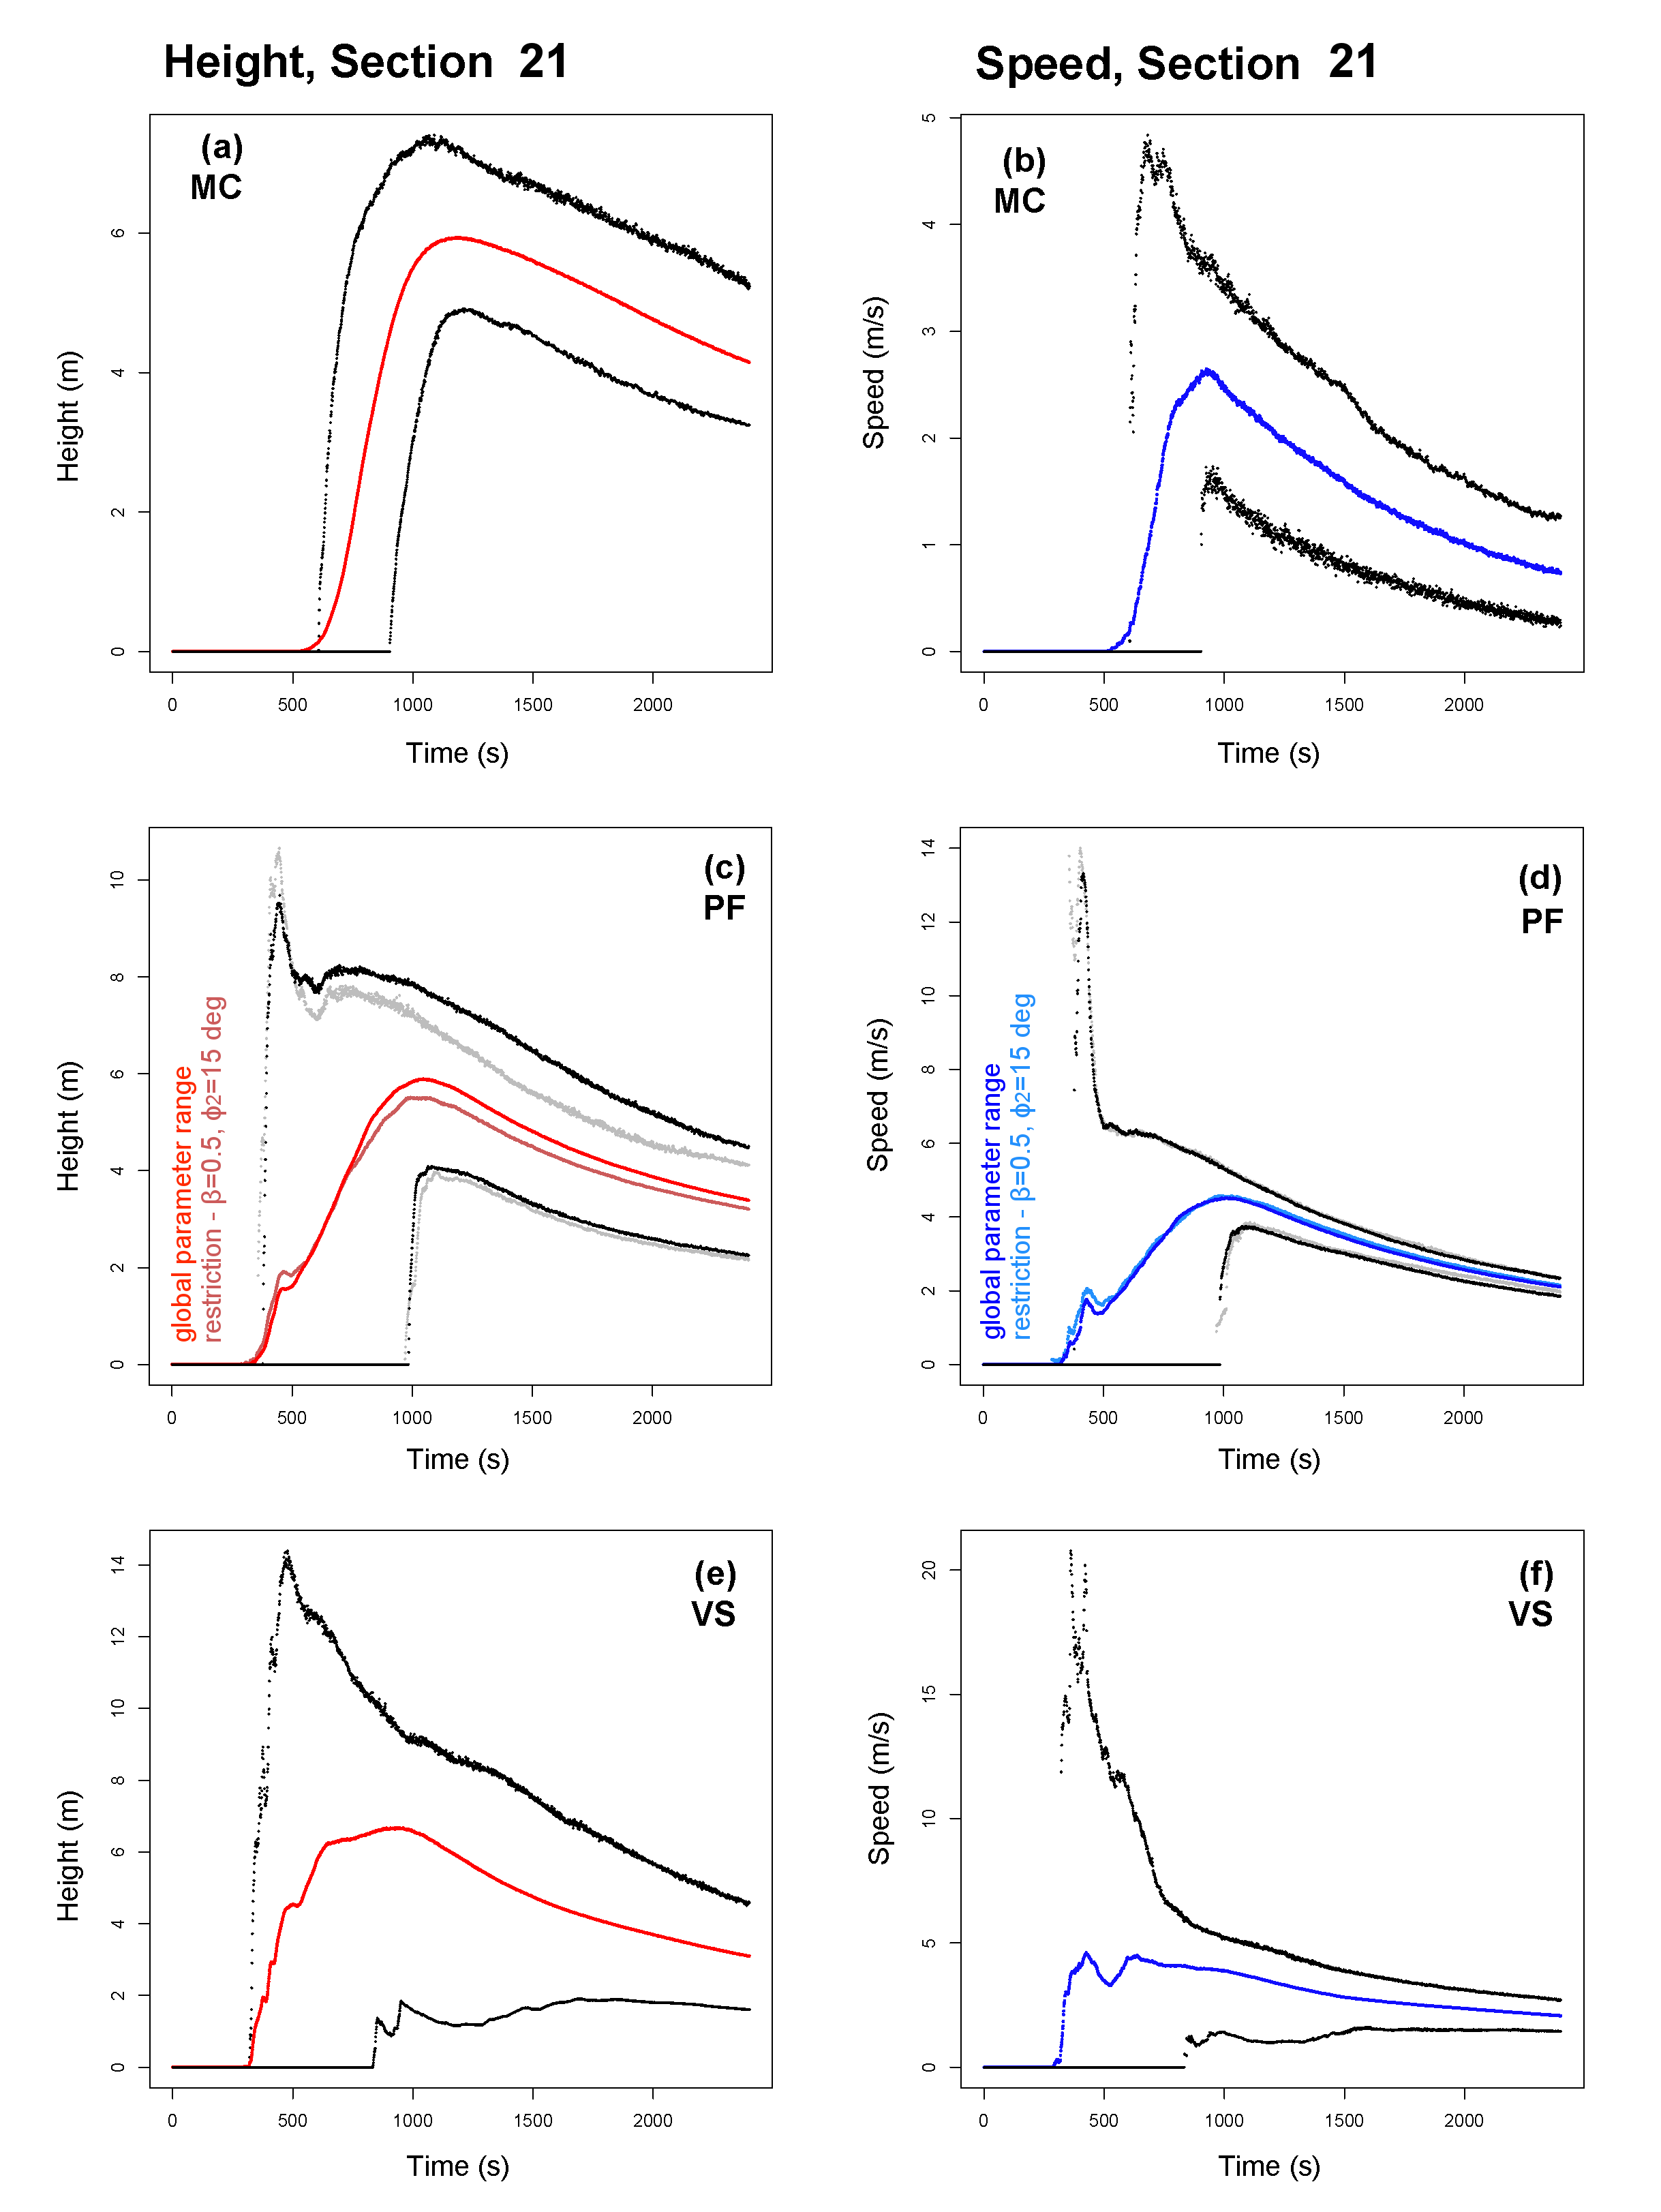 Height, Section 21
Speed, Section 21
(a)
MC
Height (m)
0
2
4
6
0 500 1000 1500 2000
Time (s)
(b)
MC
Speed (m/s)
0
1
2
3
4
5
0 500 1000 1500 2000
Time (s)
(c)
PF
global parameter range
restriction - β=0.5, ϕ2=15 deg
Height (m)
0
2
4
6
8
10
0 500 1000 1500 2000
Time (s)
(d)
PF
global parameter range
restriction - β=0.5, ϕ2=15 deg
Speed (m/s)
0
2
4
6
8
10
12
14
0 500 1000 1500 2000
Time (s)
(e)
VS
Height (m)
0
2
4
6
8
10
12
14
0 500 1000 1500 2000
Time (s)
(f)
VS
Speed (m/s)
0
5
10
15
20
0 500 1000 1500 2000
Time (s)